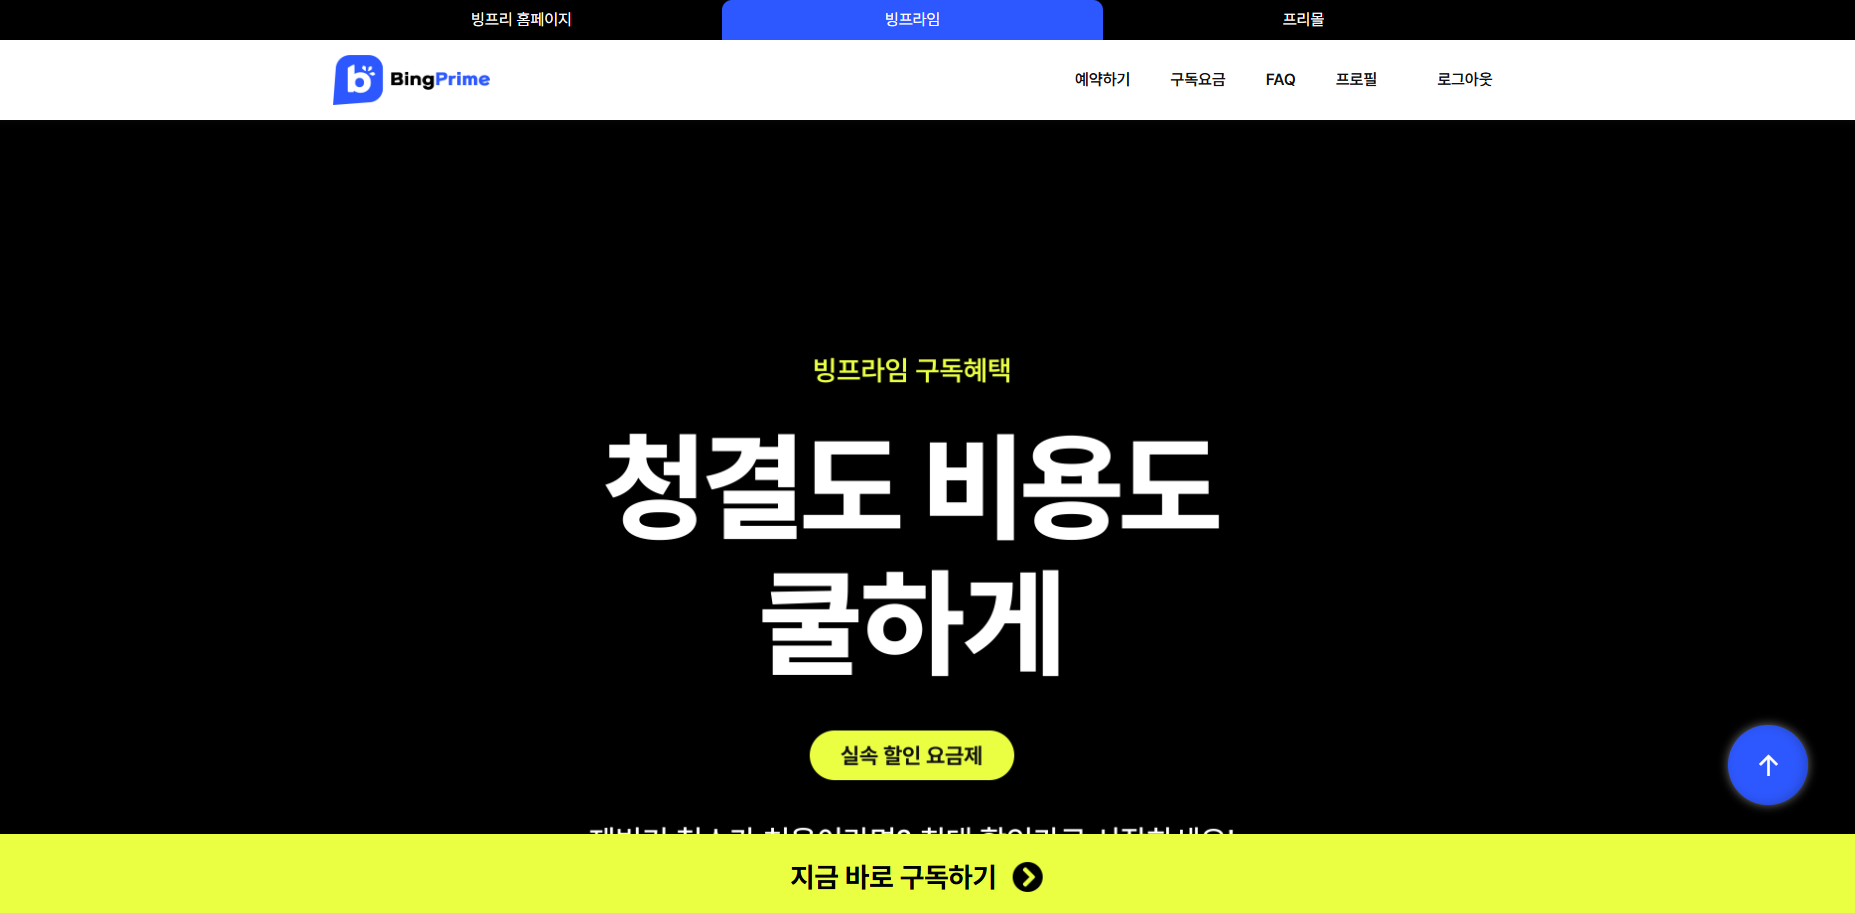 빙프리 홈페이지
빙프라임
프리몰
BingPrime
예약하기
구독요금
FAQ
프로필
로그아웃
빙프라임 구독혜택
청결도 비용도
쿨하게
실속 할인 요금제
지금 바로 구독하기